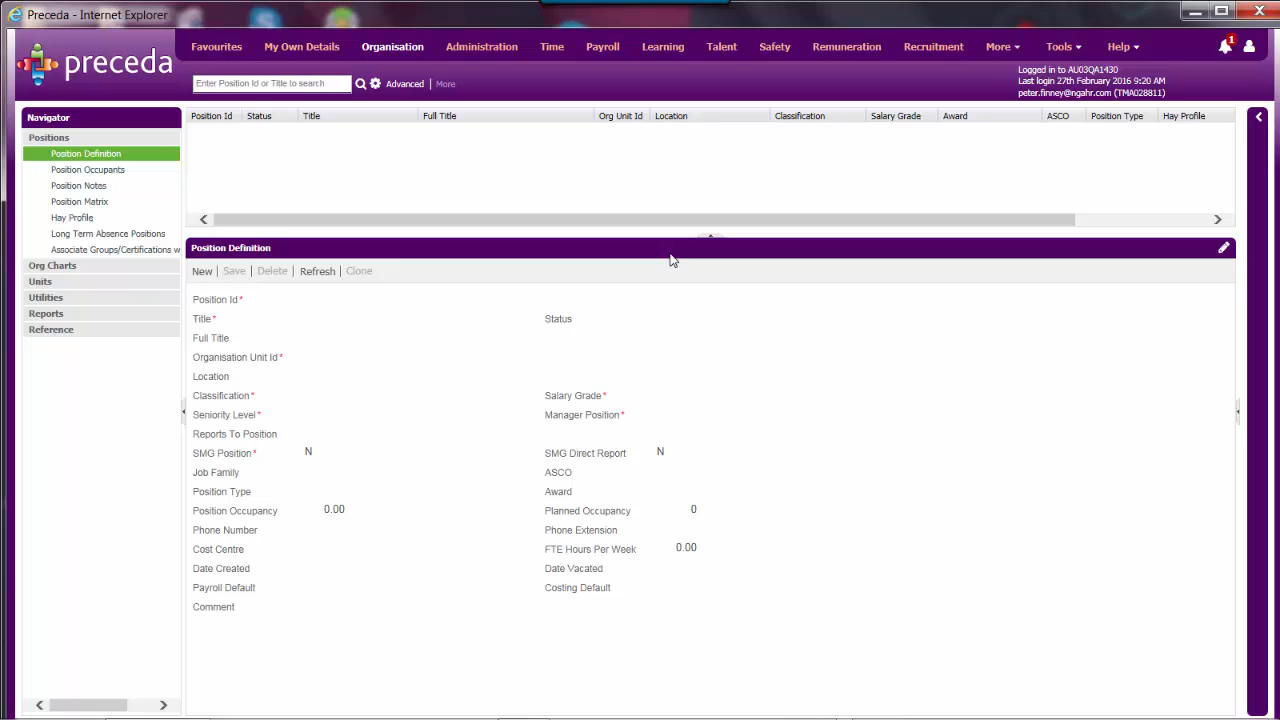 Preceda - Internet Explorer
preceda
Favourites My Own Details Organisation Administration Time Payroll Learning Talent Safety Remuneration Recruitment More Tools Help
1
Enter Position Id or Title to search Advanced More
Logged in to AU03QA1430
Last login 27th February 2016 9:20 AM
peter.finney@ngahr.com (TMA028811)
Navigator
Positions
Position Definition
Position Occupants
Position Notes
Position Matrix
Hay Profile
Long Term Absence Positions
Associate Groups/Certifications w
Org Charts
Units
Utilities
Reports
Reference
Position Id Status Title Full Title Org Unit Id Location Classification Salary Grade Award ASCO Position Type Hay Profile
Position Definition
New | Save | Delete | Refresh | Clone
Position Id*
Title* Status
Full Title
Organisation Unit Id*
Location
Classification* Salary Grade*
Seniority Level* Manager Position*
Reports To Position
SMG Position* N SMG Direct Report N
Job Family ASCO
Position Type Award
Position Occupancy 0.00 Planned Occupancy 0
Phone Number Phone Extension
Cost Centre FTE Hours Per Week 0.00
Date Created Date Vacated
Payroll Default Costing Default
Comment